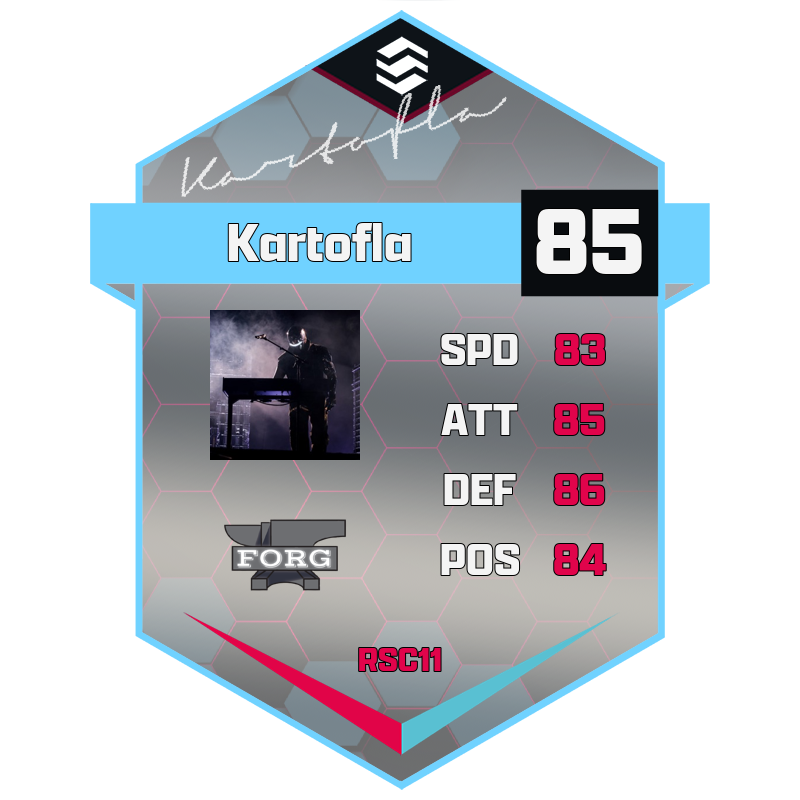 Kartofla
Kartofla
85
SPD 83
ATT 85
DEF 86
POS 84
FORG
RSC11